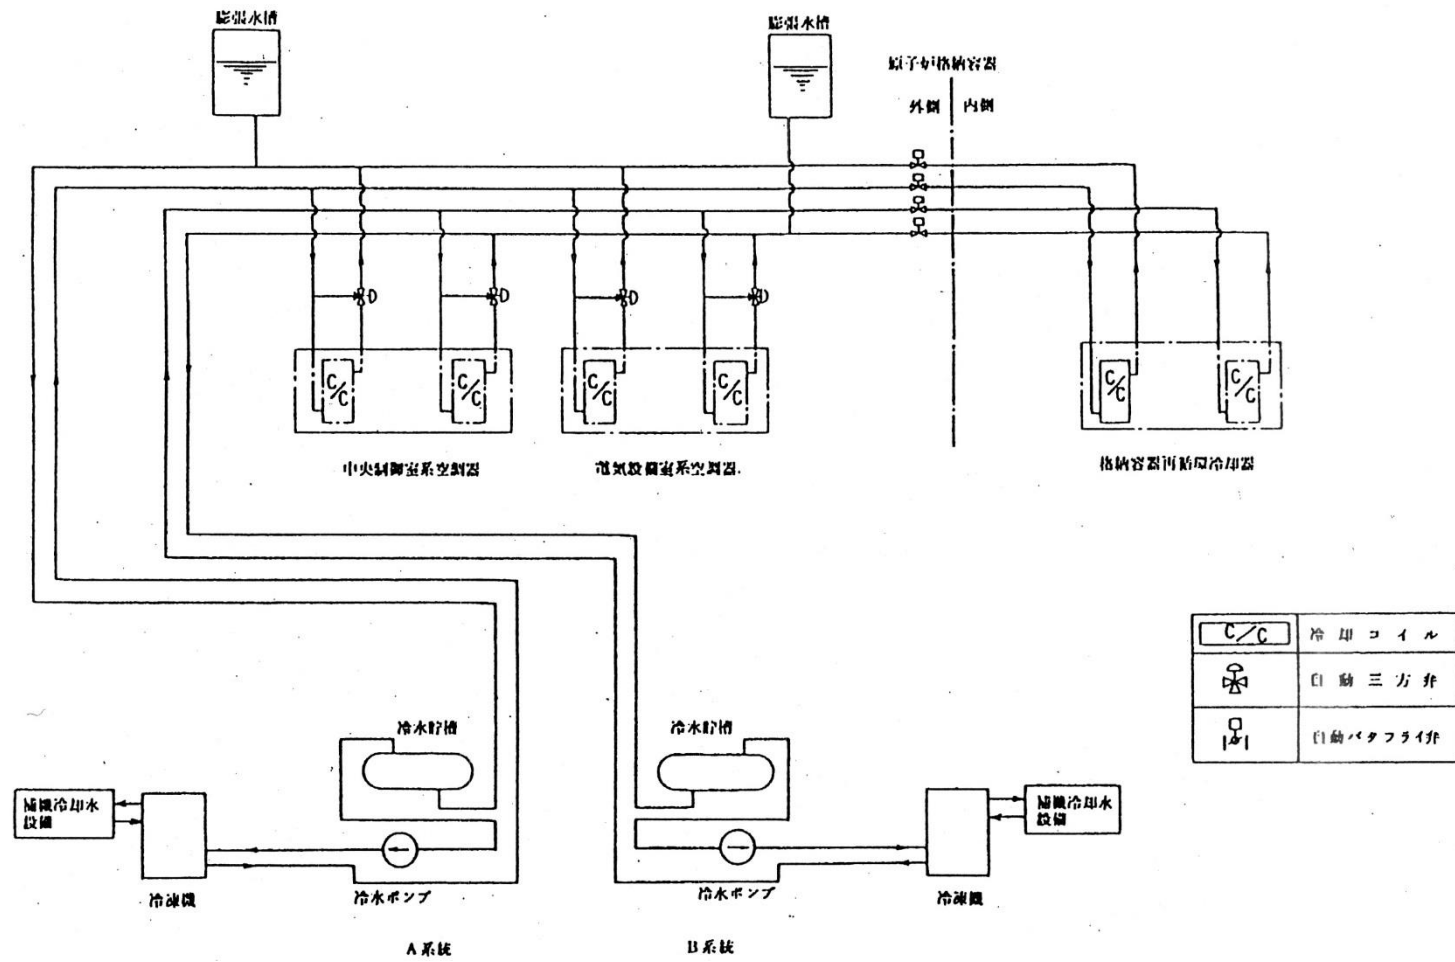 膨張水槽
膨張水槽
原子炉格納容器
外側
内側
C/C
C/C
C/C
C/C
C/C
C/C
中央制御室系空調器
電気設備室系空調器
格納容器再循環冷却器
C/C
冷却コイル
自動三方弁
自動バタフライ弁
冷水貯槽
冷水貯槽
補機冷却水
設備
補機冷却水
設備
冷凍機
冷水ポンプ
冷水ポンプ
冷凍機
A系統
B系統